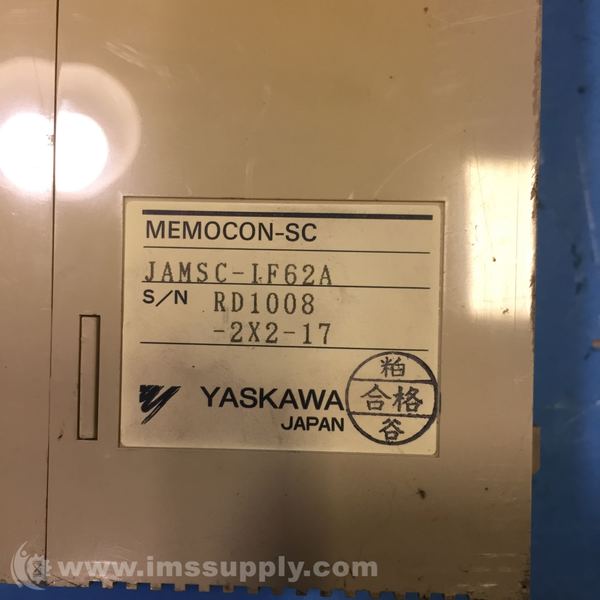 MEMOCON-SC
JAMSC-IF62A
S/N RD1008
-2X2-17
YASKAWA
JAPAN
粕
合格
谷
www.imssupply.com